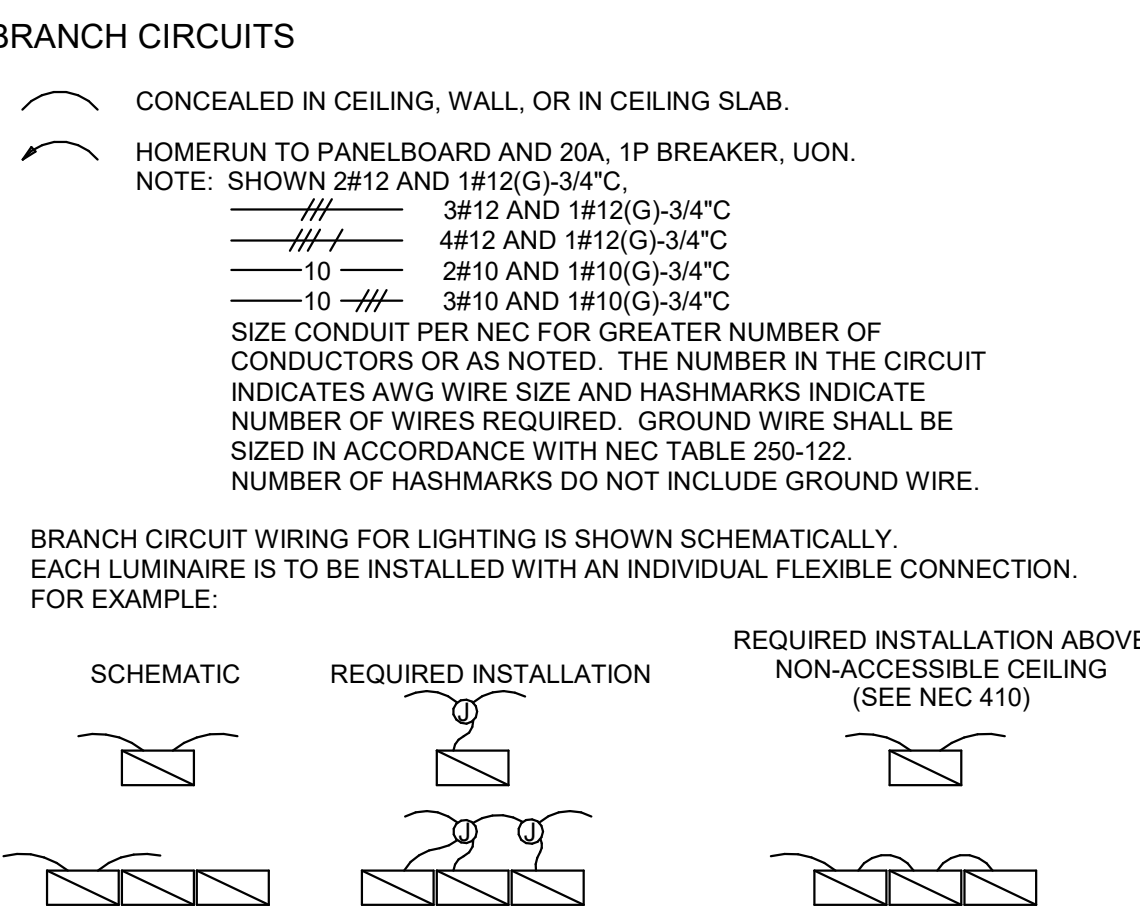 BRANCH CIRCUITS
CONCEALED IN CEILING, WALL, OR IN CEILING SLAB.
HOMERUN TO PANELBOARD AND 20A, 1P BREAKER, UON.
NOTE: SHOWN 2#12 AND 1#12(G)-3/4"C,
3#12 AND 1#12(G)-3/4"C
4#12 AND 1#12(G)-3/4"C
10 2#10 AND 1#10(G)-3/4"C
10 3#10 AND 1#10(G)-3/4"C
SIZE CONDUIT PER NEC FOR GREATER NUMBER OF
CONDUCTORS OR AS NOTED. THE NUMBER IN THE CIRCUIT
INDICATES AWG WIRE SIZE AND HASHMARKS INDICATE
NUMBER OF WIRES REQUIRED. GROUND WIRE SHALL BE
SIZED IN ACCORDANCE WITH NEC TABLE 250-122.
NUMBER OF HASHMARKS DO NOT INCLUDE GROUND WIRE.
BRANCH CIRCUIT WIRING FOR LIGHTING IS SHOWN SCHEMATICALLY.
EACH LUMINAIRE IS TO BE INSTALLED WITH AN INDIVIDUAL FLEXIBLE CONNECTION.
FOR EXAMPLE:
SCHEMATIC
REQUIRED INSTALLATION
REQUIRED INSTALLATION ABOVE
NON-ACCESSIBLE CEILING
(SEE NEC 410)
J
J J